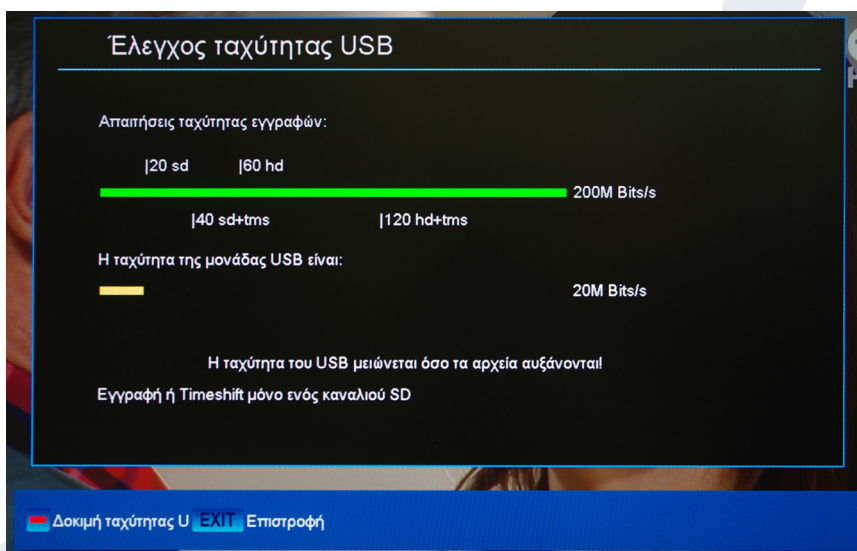 Έλεγχος ταχύτητας USB
Απαιτήσεις ταχύτητας εγγραφών:
|20 sd |60 hd
200M Bits/s
|40 sd+tms |120 hd+tms
Η ταχύτητα της μονάδας USB είναι:
20M Bits/s
Η ταχύτητα του USB μειώνεται όσο τα αρχεία αυξάνονται!
Εγγραφή ή Timeshift μόνο ενός καναλιού SD
Δοκιμή ταχύτητας U EXIT Επιστροφή